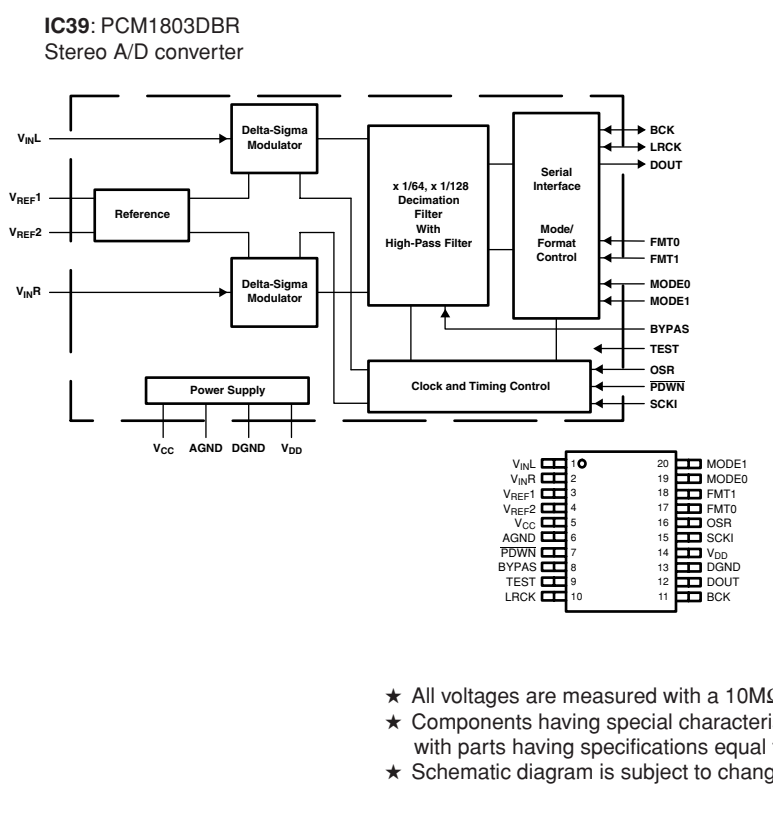 IC39: PCM1803DBR
Stereo A/D converter
VINL
VREF1
VREF2
VINR
Reference
Delta-Sigma
Modulator
Delta-Sigma
Modulator
x 1/64, x 1/128
Decimation
Filter
With
High-Pass Filter
Serial
Interface
Mode/
Format
Control
Power Supply
Clock and Timing Control
BCK
LRCK
DOUT
FMT0
FMT1
MODE0
MODE1
BYPAS
TEST
OSR
PDWN
SCKI
VCC AGND DGND VDD
VINL 1 20 MODE1
VINR 2 19 MODE0
VREF1 3 18 FMT1
VREF2 4 17 FMT0
VCC 5 16 OSR
AGND 6 15 SCKI
PDWN 7 14 VDD
BYPAS 8 13 DGND
TEST 9 12 DOUT
LRCK 10 11 BCK
★ All voltages are measured with a 10MΩ
★ Components having special characteri
with parts having specifications equal
★ Schematic diagram is subject to chang